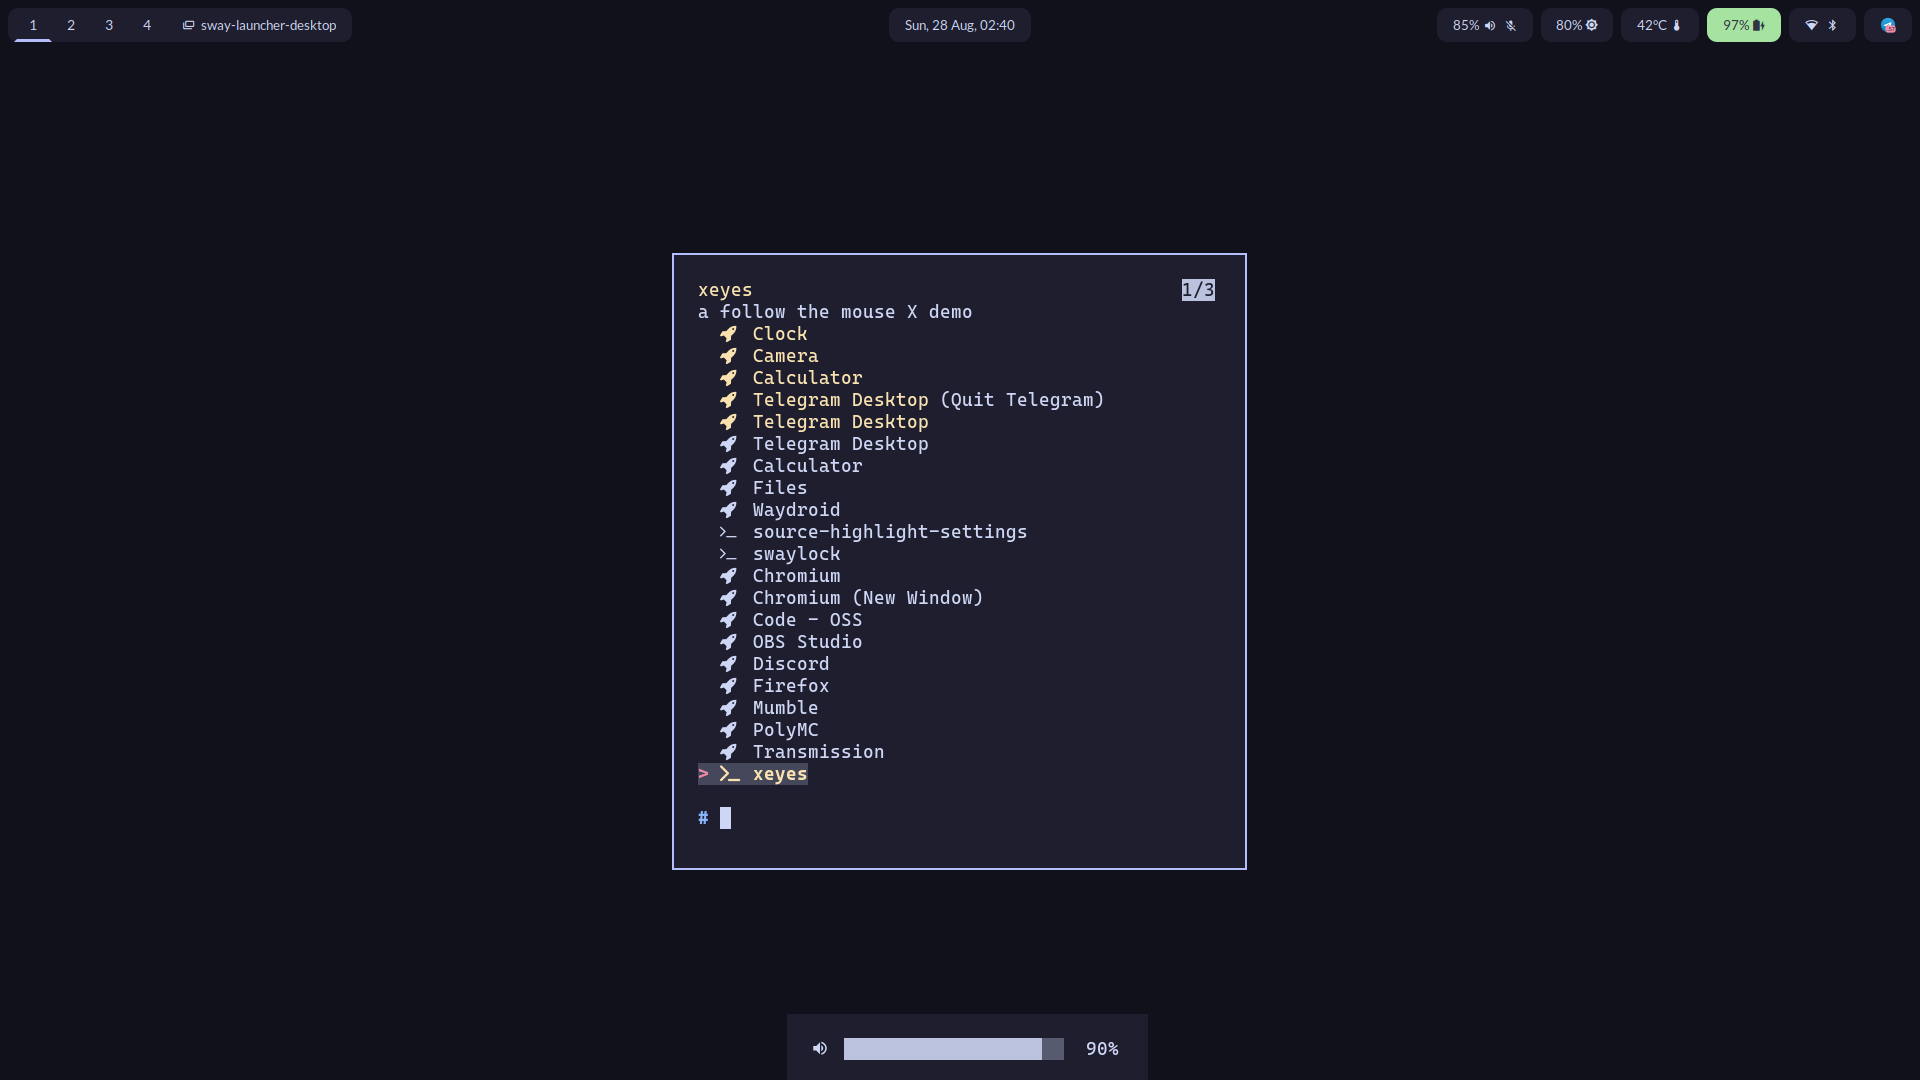 1 2 3 4 sway-launcher-desktop Sun, 28 Aug, 02:40 85% 80% 42°C 97%
xeyes 1/3
a follow the mouse X demo
Clock
Camera
Calculator
Telegram Desktop (Quit Telegram)
Telegram Desktop
Telegram Desktop
Calculator
Files
Waydroid
>_ source-highlight-settings
>_ swaylock
Chromium
Chromium (New Window)
Code - OSS
OBS Studio
Discord
Firefox
Mumble
PolyMC
Transmission
> >_ xeyes
#
90%